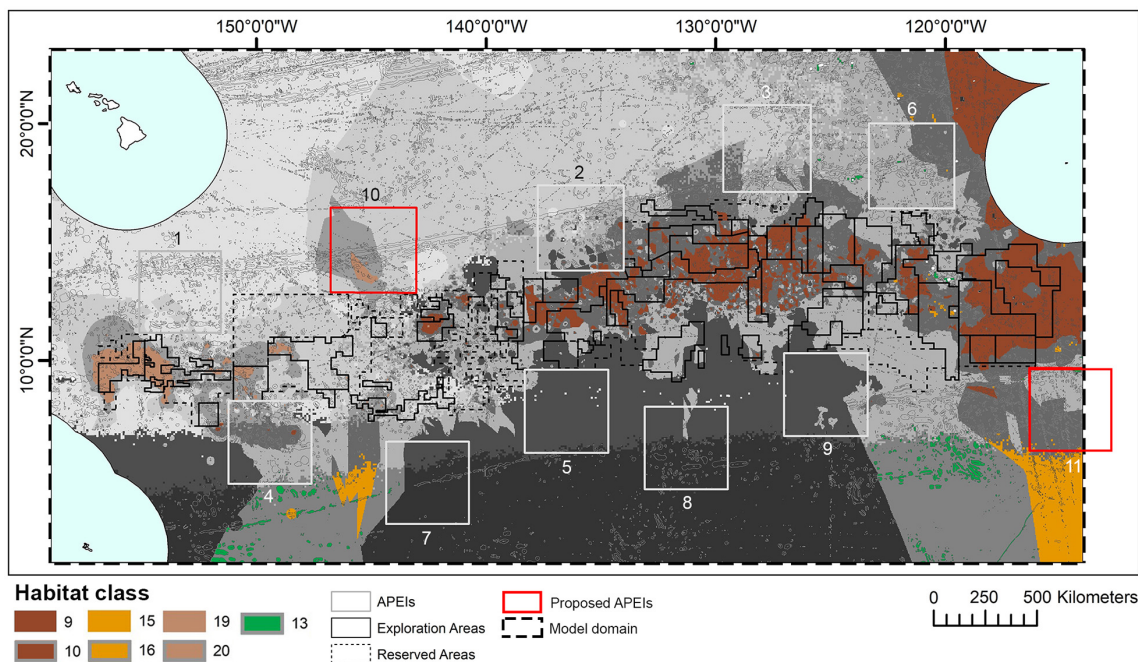 150°0'0"W 140°0'0"W 130°0'0"W 120°0'0"W
20°0'0"N
10°0'0"N
1
2
3
4
5
6
7
8
9
10
11
Habitat class
9 15 19 13
10 16 20
APEIs
Exploration Areas
Reserved Areas
Proposed APEIs
Model domain
0 250 500 Kilometers